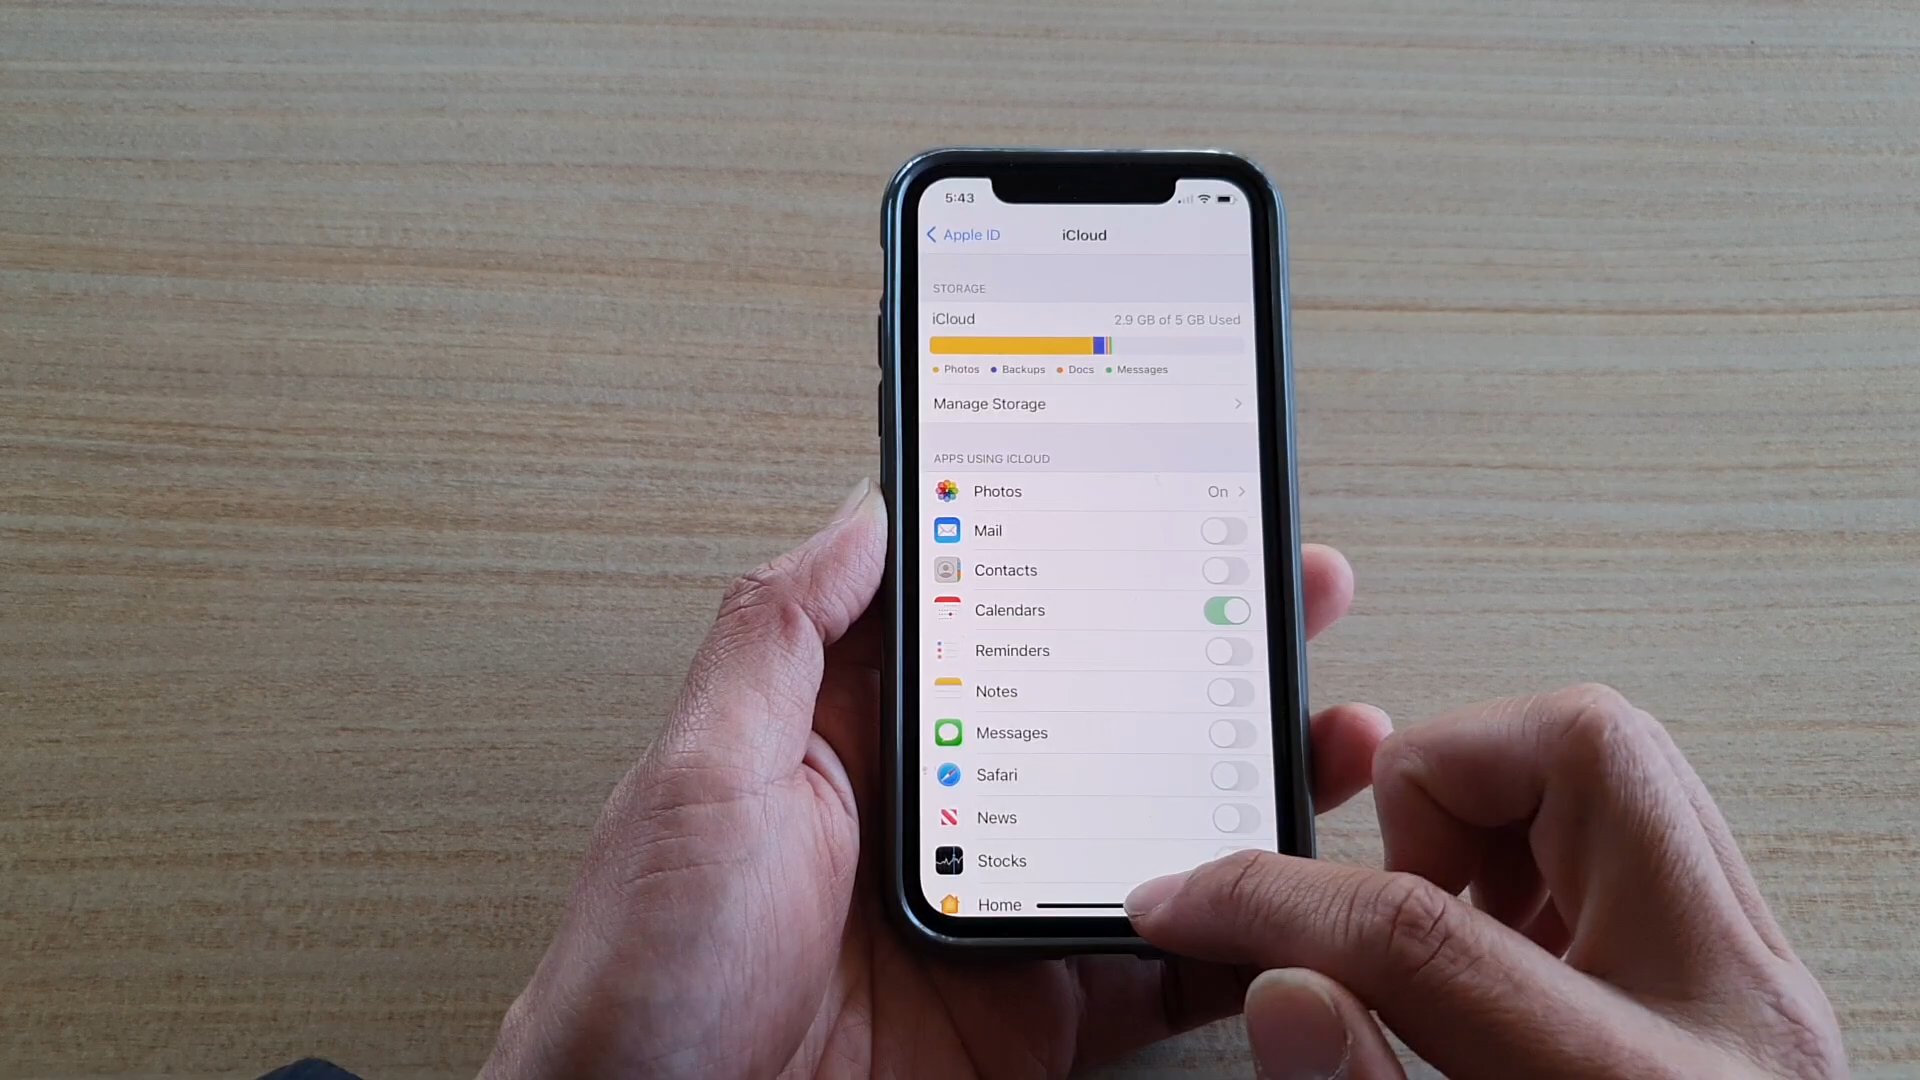 5:43
Apple ID
iCloud
STORAGE
iCloud 2.9 GB of 5 GB Used
Photos Backups Docs Messages
Manage Storage
APPS USING ICLOUD
Photos On
Mail
Contacts
Calendars
Reminders
Notes
Messages
Safari
News
Stocks
Home